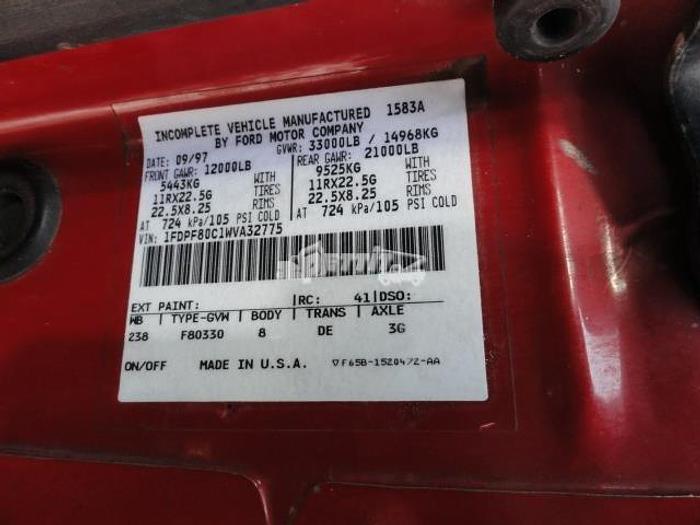 INCOMPLETE VEHICLE MANUFACTURED 1583A
BY FORD MOTOR COMPANY
DATE: 09/97 GVWR: 33000LB / 14968KG
FRONT GAWR: 12000LB REAR GAWR: 21000LB
5443KG WITH 9525KG WITH
11RX22.5G TIRES 11RX22.5G TIRES
22.5X8.25 RIMS 22.5X8.25 RIMS
AT 724 kPa/105 PSI COLD AT 724 kPa/105 PSI COLD
VIN: 1FDPF80C1WVA32775
EXT PAINT: RC: 41 DSO:
WB TYPE-GVW BODY TRANS AXLE
238 F80330 8 DE 3G
ON/OFF MADE IN U.S.A. ▽F65B-1520472-AA